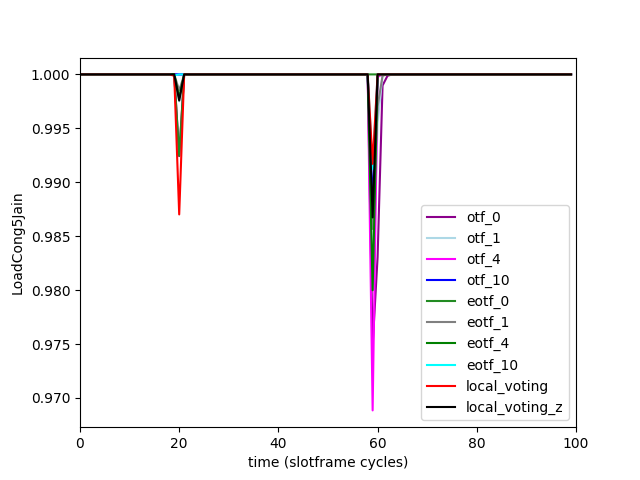 1.000
0.995
0.990
0.985
0.980
0.975
0.970
LoadCong5Jain
0
20
40
60
80
100
time (slotframe cycles)
otf_0
otf_1
otf_4
otf_10
eotf_0
eotf_1
eotf_4
eotf_10
local_voting
local_voting_z